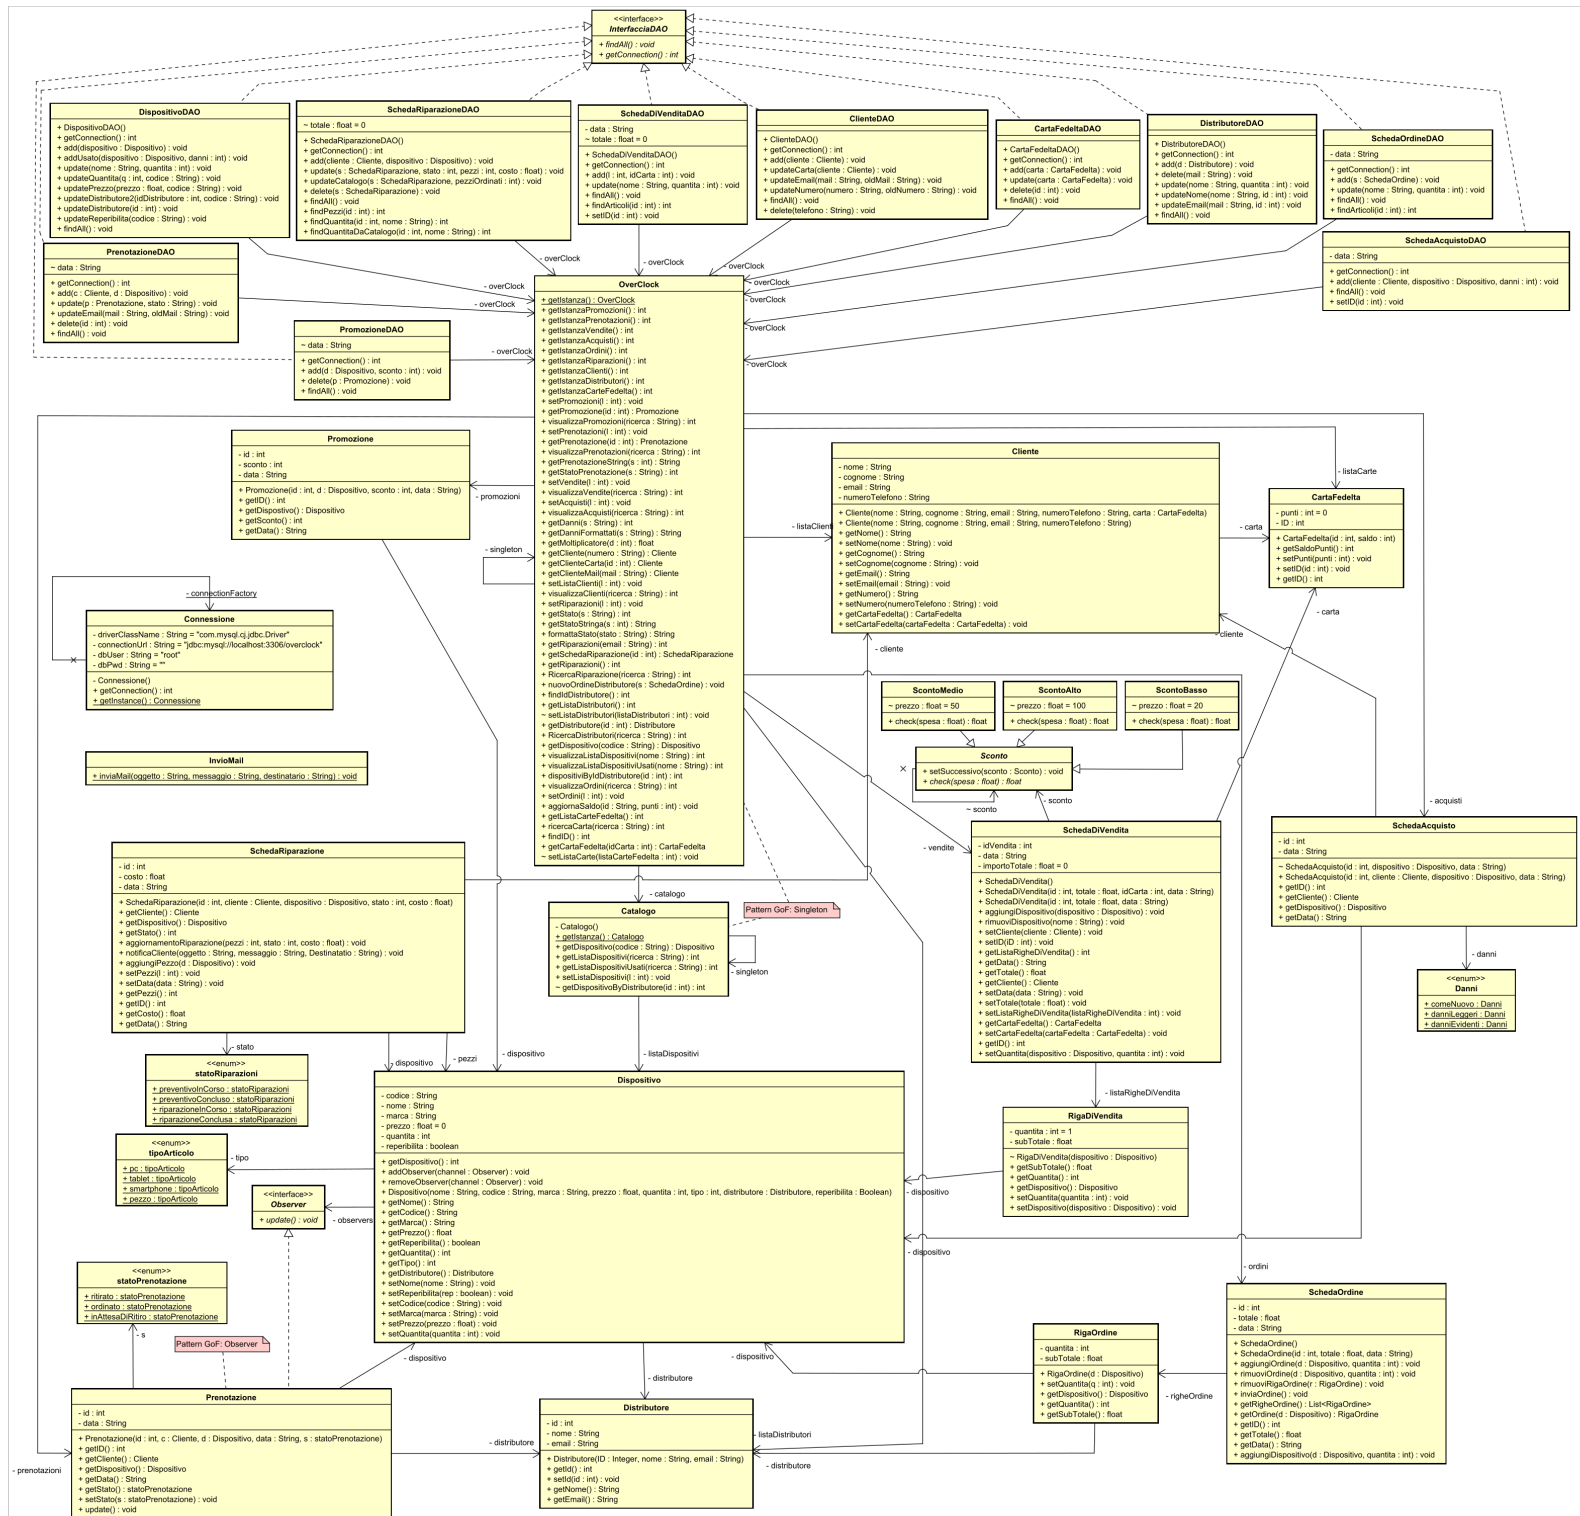 <<interface>>
InterfacciaDAO
+ findAll() : void
+ getConnection() : int
DispositivoDAO
+ DispositivoDAO()
+ getConnection() : int
+ add(dispositivo : Dispositivo) : void
+ addUsato(dispositivo : Dispositivo, danni : int) : void
+ update(nome : String, quantita : int) : void
+ updateQuantita(q : int, codice : String) : void
+ updatePrezzo(prezzo : float, codice : String) : void
+ updateDistributore2(idDistributore : int, codice : String) : void
+ updateDistributore(id : int) : void
+ updateReperibilita(codice : String) : void
+ findAll() : void
SchedaRiparazioneDAO
~ totale : float = 0
+ SchedaRiparazioneDAO()
+ getConnection() : int
+ add(cliente : Cliente, dispositivo : Dispositivo) : void
+ update(s : SchedaRiparazione, stato : int, pezzi : int, costo : float) : void
+ updateCatalogo(s : SchedaRiparazione, pezziOrdinati : int) : void
+ delete(s : SchedaRiparazione) : void
+ findAll() : void
+ findPezzi(id : int) : int
+ findQuantita(id : int, nome : String) : int
+ findQuantitaDaCatalogo(id : int, nome : String) : int
SchedaDiVenditaDAO
- data : String
~ totale : float = 0
+ SchedaDiVenditaDAO()
+ getConnection() : int
+ add(l : int, idCarta : int) : void
+ update(nome : String, quantita : int) : void
+ findAll() : void
+ findArticoli(id : int) : int
+ setID(id : int) : void
ClienteDAO
+ ClienteDAO()
+ getConnection() : int
+ add(cliente : Cliente) : void
+ updateCarta(cliente : Cliente) : void
+ updateEmail(mail : String, oldMail : String) : void
+ updateNumero(numero : String, oldNumero : String) : void
+ findAll() : void
+ delete(telefono : String) : void
CartaFedeltaDAO
+ CartaFedeltaDAO()
+ getConnection() : int
+ add(carta : CartaFedelta) : void
+ update(carta : CartaFedelta) : void
+ delete(id : int) : void
+ findAll() : void
DistributoreDAO
+ DistributoreDAO()
+ getConnection() : int
+ add(d : Distributore) : void
+ delete(mail : String) : void
+ update(nome : String, quantita : int) : void
+ updateNome(nome : String, id : int) : void
+ updateEmail(mail : String, id : int) : void
+ findAll() : void
SchedaOrdineDAO
- data : String
+ getConnection() : int
+ add(s : SchedaOrdine) : void
+ update(nome : String, quantita : int) : void
+ findAll() : void
+ findArticoli(id : int) : int
SchedaAcquistoDAO
- data : String
+ getConnection() : int
+ add(cliente : Cliente, dispositivo : Dispositivo, danni : int) : void
+ findAll() : void
+ setID(id : int) : void
PrenotazioneDAO
~ data : String
+ getConnection() : int
+ add(c : Cliente, d : Dispositivo) : void
+ update(p : Prenotazione, stato : String) : void
+ updateEmail(mail : String, oldMail : String) : void
+ delete(id : int) : void
+ findAll() : void
PromozioneDAO
~ data : String
+ getConnection() : int
+ add(d : Dispositivo, sconto : int) : void
+ delete(p : Promozione) : void
+ findAll() : void
- overClock
- overClock
- overClock
- overClock
- overClock
- overClock
- overClock
- overClock
- overClock
- overClock
OverClock
+ getIstanza() : OverClock
+ getIstanzaPromozioni() : int
+ getIstanzaPrenotazioni() : int
+ getIstanzaVendite() : int
+ getIstanzaAcquisti() : int
+ getIstanzaOrdini() : int
+ getIstanzaRiparazioni() : int
+ getIstanzaClienti() : int
+ getIstanzaDistributori() : int
+ getIstanzaCarteFedelta() : int
+ setPromozioni(l : int) : void
+ getPromozione(id : int) : Promozione
+ visualizzaPromozioni(ricerca : String) : int
+ setPrenotazioni(l : int) : void
+ getPrenotazione(id : int) : Prenotazione
+ visualizzaPrenotazioni(ricerca : String) : int
+ getPrenotazioneString(s : int) : String
+ getStatoPrenotazione(s : String) : int
+ setVendite(l : int) : void
+ visualizzaVendite(ricerca : String) : int
+ setAcquisti(l : int) : void
+ visualizzaAcquisti(ricerca : String) : int
+ getDanni(s : String) : int
+ getDanniFormattati(s : String) : String
+ getMoltiplicatore(d : int) : float
+ getCliente(numero : String) : Cliente
+ getClienteCarta(id : int) : Cliente
+ getClienteMail(mail : String) : Cliente
+ setListaClienti(l : int) : void
+ visualizzaClienti(ricerca : String) : int
+ setRiparazioni(l : int) : void
+ getStato(s : String) : int
+ getStatoStringa(s : int) : String
+ formattaStato(stato : String) : String
+ getRiparazioni(email : String) : int
+ getSchedaRiparazione(id : int) : SchedaRiparazione
+ getRiparazioni() : int
+ RicercaRiparazione(ricerca : String) : int
+ nuovoOrdineDistributore(s : SchedaOrdine) : void
+ findIdDistributore() : int
+ getListaDistributori() : int
~ setListaDistributori(listaDistributori : int) : void
+ getDistributore(id : int) : Distributore
+ RicercaDistributori(ricerca : String) : int
+ getDispositivo(codice : String) : Dispositivo
+ visualizzaListaDispositivi(nome : String) : int
+ visualizzaListaDispositiviUsati(nome : String) : int
+ dispositiviByIdDistributore(id : int) : int
+ visualizzaOrdini(ricerca : String) : int
+ setOrdini(l : int) : void
+ aggiornaSaldo(id : String, punti : int) : void
+ getListaCarteFedelta() : int
+ ricercaCarta(ricerca : String) : int
+ findID() : int
+ getCartaFedelta(idCarta : int) : CartaFedelta
~ setListaCarte(listaCarteFedelta : int) : void
Promozione
- id : int
- sconto : int
- data : String
+ Promozione(id : int, d : Dispositivo, sconto : int, data : String)
+ getID() : int
+ getDispostivo() : Dispositivo
+ getSconto() : int
+ getData() : String
- promozioni
- singleton
- listaClienti
Cliente
- nome : String
- cognome : String
- email : String
- numeroTelefono : String
+ Cliente(nome : String, cognome : String, email : String, numeroTelefono : String, carta : CartaFedelta)
+ Cliente(nome : String, cognome : String, email : String, numeroTelefono : String)
+ getNome() : String
+ setNome(nome : String) : void
+ getCognome() : String
+ setCognome(cognome : String) : void
+ getEmail() : String
+ setEmail(email : String) : void
+ getNumero() : String
+ setNumero(numeroTelefono : String) : void
+ getCartaFedelta() : CartaFedelta
+ setCartaFedelta(cartaFedelta : CartaFedelta) : void
- listaCarte
- carta
CartaFedelta
- punti : int = 0
- ID : int
+ CartaFedelta(id : int, saldo : int)
+ getSaldoPunti() : int
+ setPunti(punti : int) : void
+ setID(id : int) : void
+ getID() : int
- carta
- cliente
- cliente
- connectionFactory
Connessione
- driverClassName : String = "com.mysql.cj.jdbc.Driver"
- connectionUrl : String = "jdbc:mysql://localhost:3306/overclock"
- dbUser : String = "root"
- dbPwd : String = ""
- Connessione()
+ getConnection() : int
+ getInstance() : Connessione
InvioMail
+ inviaMail(oggetto : String, messaggio : String, destinatario : String) : void
ScontoMedio
~ prezzo : float = 50
+ check(spesa : float) : float
ScontoAlto
~ prezzo : float = 100
+ check(spesa : float) : float
ScontoBasso
~ prezzo : float = 20
+ check(spesa : float) : float
Sconto
+ setSuccessivo(sconto : Sconto) : void
+ check(spesa : float) : float
~ sconto
- sconto
- acquisti
- vendite
SchedaDiVendita
- idVendita : int
- data : String
- importoTotale : float = 0
+ SchedaDiVendita()
+ SchedaDiVendita(id : int, totale : float, idCarta : int, data : String)
+ SchedaDiVendita(id : int, totale : float, data : String)
+ aggiungiDispositivo(dispositivo : Dispositivo) : void
+ rimuoviDispositivo(nome : String) : void
+ setCliente(cliente : Cliente) : void
+ setID(iD : int) : void
+ getListaRigheDiVendita() : int
+ getData() : String
+ getTotale() : float
+ getCliente() : Cliente
+ setData(data : String) : void
+ setTotale(totale : float) : void
+ setListaRigheDiVendita(listaRigheDiVendita : int) : void
+ getCartaFedelta() : CartaFedelta
+ setCartaFedelta(cartaFedelta : CartaFedelta) : void
+ getID() : int
+ setQuantita(dispositivo : Dispositivo, quantita : int) : void
SchedaAcquisto
- id : int
- data : String
~ SchedaAcquisto(id : int, dispositivo : Dispositivo, data : String)
+ SchedaAcquisto(id : int, cliente : Cliente, dispositivo : Dispositivo, data : String)
+ getID() : int
+ getCliente() : Cliente
+ getDispositivo() : Dispositivo
+ getData() : String
- danni
<<enum>>
Danni
+ comeNuovo : Danni
+ danniLeggeri : Danni
+ danniEvidenti : Danni
SchedaRiparazione
- id : int
- costo : float
- data : String
+ SchedaRiparazione(id : int, cliente : Cliente, dispositivo : Dispositivo, stato : int, costo : float)
+ getCliente() : Cliente
+ getDispositivo() : Dispositivo
+ getStato() : int
+ aggiornamentoRiparazione(pezzi : int, stato : int, costo : float) : void
+ notificaCliente(oggetto : String, messaggio : String, Destinatatio : String) : void
+ aggiungiPezzo(d : Dispositivo) : void
+ setPezzi(l : int) : void
+ setData(data : String) : void
+ getPezzi() : int
+ getID() : int
+ getCosto() : float
+ getData() : String
- catalogo
Pattern GoF: Singleton
Catalogo
- Catalogo()
+ getIstanza() : Catalogo
+ getDispositivo(codice : String) : Dispositivo
+ getListaDispositivi(ricerca : String) : int
+ getListaDispositiviUsati(ricerca : String) : int
+ setListaDispositivi(l : int) : void
~ getDispositivoByDistributore(id : int) : int
- singleton
- stato
- dispositivo
- pezzi
- dispositivo
- listaDispositivi
<<enum>>
statoRiparazioni
+ preventivoInCorso : statoRiparazioni
+ preventivoConcluso : statoRiparazioni
+ riparazioneInCorso : statoRiparazioni
+ riparazioneConclusa : statoRiparazioni
Dispositivo
- codice : String
- nome : String
- marca : String
- prezzo : float = 0
- quantita : int
- reperibilita : boolean
+ getDispositivo() : int
+ addObserver(channel : Observer) : void
+ removeObserver(channel : Observer) : void
+ Dispositivo(nome : String, codice : String, marca : String, prezzo : float, quantita : int, tipo : int, distributore : Distributore, reperibilita : Boolean)
+ getNome() : String
+ getCodice() : String
+ getMarca() : String
+ getPrezzo() : float
+ getReperibilita() : boolean
+ getQuantita() : int
+ getTipo() : int
+ getDistributore() : Distributore
+ setNome(nome : String) : void
+ setReperibilita(rep : boolean) : void
+ setCodice(codice : String) : void
+ setMarca(marca : String) : void
+ setPrezzo(prezzo : float) : void
+ setQuantita(quantita : int) : void
- listaRigheDiVendita
RigaDiVendita
- quantita : int = 1
- subTotale : float
~ RigaDiVendita(dispositivo : Dispositivo)
+ getSubTotale() : float
+ getQuantita() : int
+ getDispositivo() : Dispositivo
+ setQuantita(quantita : int) : void
+ setDispositivo(dispositivo : Dispositivo) : void
- dispositivo
- dispositivo
<<enum>>
tipoArticolo
+ pc : tipoArticolo
+ tablet : tipoArticolo
+ smartphone : tipoArticolo
+ pezzo : tipoArticolo
- tipo
<<interface>>
Observer
+ update() : void
- observers
<<enum>>
statoPrenotazione
+ ritirato : statoPrenotazione
+ ordinato : statoPrenotazione
+ inAttesaDiRitiro : statoPrenotazione
- s
Pattern GoF: Observer
- dispositivo
- distributore
- dispositivo
- ordini
SchedaOrdine
- id : int
- totale : float
- data : String
+ SchedaOrdine()
+ SchedaOrdine(id : int, totale : float, data : String)
+ aggiungiOrdine(d : Dispositivo, quantita : int) : void
+ rimuoviOrdine(d : Dispositivo, quantita : int) : void
+ rimuoviRigaOrdine(r : RigaOrdine) : void
+ inviaOrdine() : void
+ getRigheOrdine() : List<RigaOrdine>
+ getOrdine(d : Dispositivo) : RigaOrdine
+ getID() : int
+ getTotale() : float
+ getData() : String
+ aggiungiDispositivo(d : Dispositivo, quantita : int) : void
RigaOrdine
- quantita : int
- subTotale : float
+ RigaOrdine(d : Dispositivo)
+ setQuantita(q : int) : void
+ getDispositivo() : Dispositivo
+ getQuantita() : int
+ getSubTotale() : float
- righeOrdine
Prenotazione
- id : int
- data : String
+ Prenotazione(id : int, c : Cliente, d : Dispositivo, data : String, s : statoPrenotazione)
+ getID() : int
+ getCliente() : Cliente
+ getDispositivo() : Dispositivo
+ getData() : String
+ getStato() : statoPrenotazione
+ setStato(s : statoPrenotazione) : void
+ update() : void
- prenotazioni
- distributore
Distributore
- id : int
- nome : String
- email : String
+ Distributore(ID : Integer, nome : String, email : String)
+ getId() : int
+ setId(id : int) : void
+ getNome() : String
+ getEmail() : String
- listaDistributori
- distributore